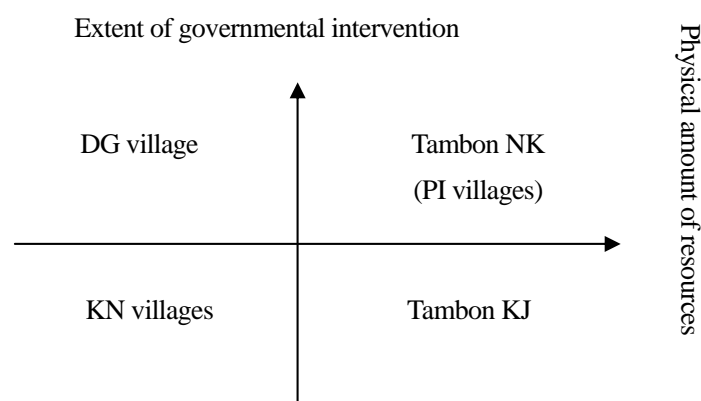 Extent of governmental intervention
Physical amount of resources
DG village
Tambon NK
(PI villages)
KN villages
Tambon KJ